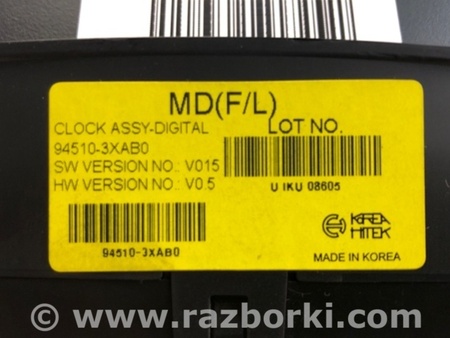 MD(F/L)
CLOCK ASSY-DIGITAL
LOT NO.
94510-3XAB0
SW VERSION NO.: V015
HW VERSION NO.: V0.5
U IKU 08605
94510-3XAB0
KOREA
HITEK
MADE IN KOREA
© www.razborki.com